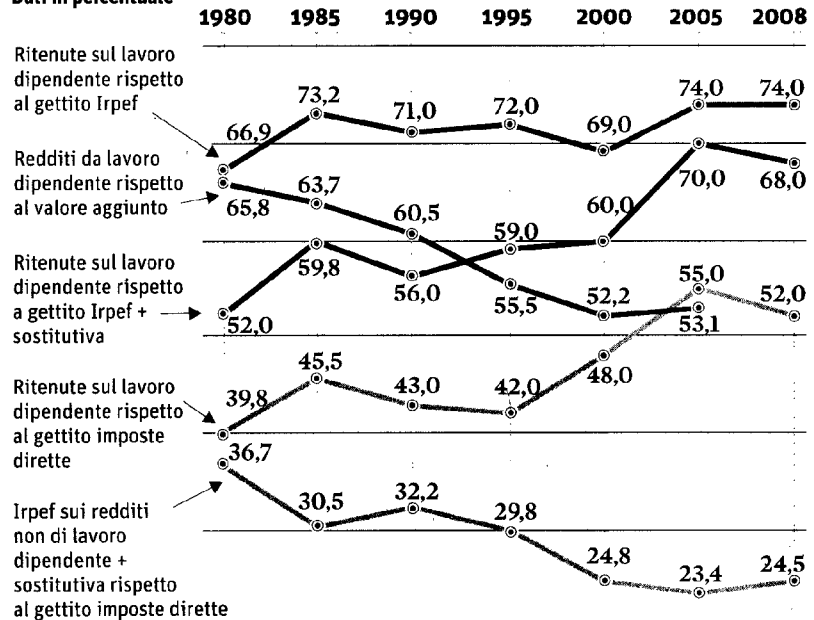 Dati in percentuale
1980 1985 1990 1995 2000 2005 2008
Ritenute sul lavoro
dipendente rispetto
al gettito Irpef
66,9 73,2 71,0 72,0 69,0 74,0 74,0
Redditi da lavoro
dipendente rispetto
al valore aggiunto
65,8 63,7 60,5 55,5 52,2 53,1
Ritenute sul lavoro
dipendente rispetto
a gettito Irpef +
sostitutiva
52,0 59,8 56,0 59,0 60,0 70,0 68,0
Ritenute sul lavoro
dipendente rispetto
al gettito imposte
dirette
39,8 45,5 43,0 42,0 48,0 55,0 52,0
Irpef sui redditi
non di lavoro
dipendente +
sostitutiva rispetto
al gettito imposte dirette
36,7 30,5 32,2 29,8 24,8 23,4 24,5